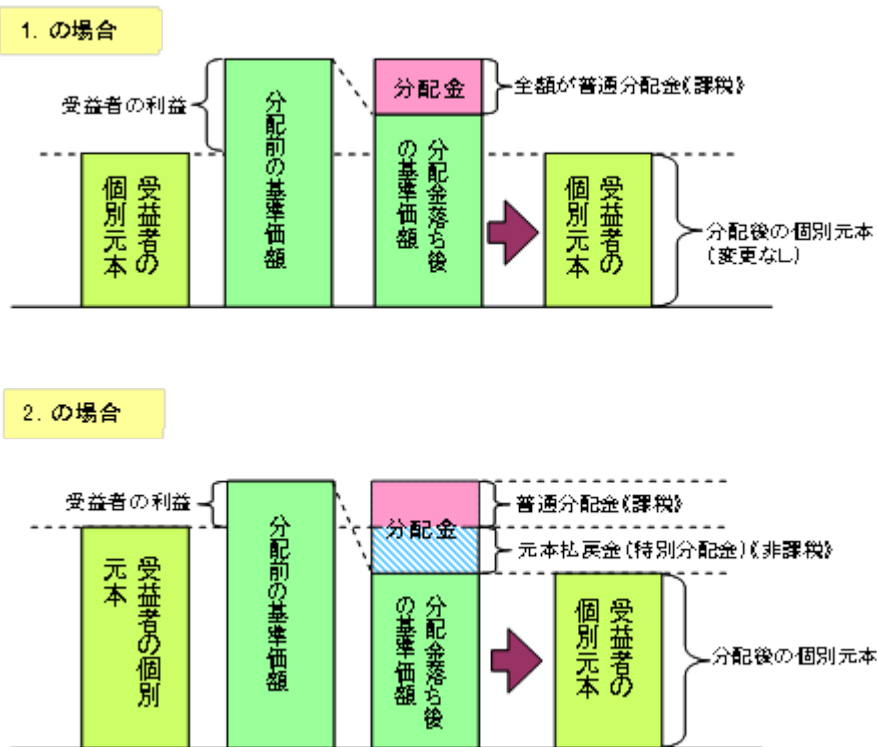 1. の場合
受益者の利益
分配金
全額が普通分配金《課税》
受益者の
個別元本
分配前の基準価額
分配金落ち後
の基準価額
受益者の
個別元本
分配後の個別元本
(変更なし)
2. の場合
受益者の利益
分配金
普通分配金《課税》
元本払戻金(特別分配金)《非課税》
受益者の個別
元本
分配前の基準価額
分配金落ち後
の基準価額
受益者の
個別元本
分配後の個別元本